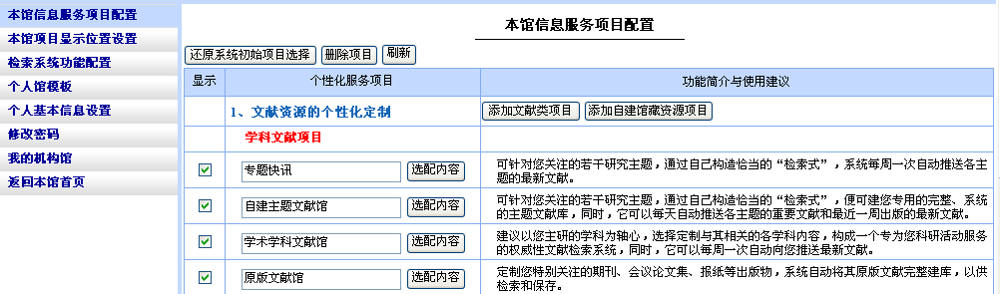 本馆信息服务项目配置
本馆项目显示位置设置
检索系统功能配置
个人馆模板
个人基本信息设置
修改密码
我的机构馆
返回本馆首页
本馆信息服务项目配置
还原系统初始项目选择 删除项目 刷新
显示 个性化服务项目 功能简介与使用建议
1、文献资源的个性化定制 添加文献类项目 添加自建馆藏资源项目
学科文献项目
专题快讯 选配内容 可针对您关注的若干研究主题，通过自己构造恰当的“检索式”，系统每周一次自动推送各主
题的最新文献。
自建主题文献馆 选配内容 可针对您关注的若干研究主题，通过自己构造恰当的“检索式”，便可建您专用的完整、系统
的主题文献库，同时，它可以每天自动推送各主题的重要文献和最近一周出版的最新文献。
学术学科文献馆 选配内容 建议以您主研的学科为轴心，选择定制与其相关的各学科内容，构成一个专为您科研活动服务
的权威性文献检索系统，同时，它可以每周一次自动向您推送最新文献。
原版文献馆 选配内容 定制您特别关注的期刊、会议论文集、报纸等出版物，系统自动将其原版文献完整建库，以供
检索和保存。